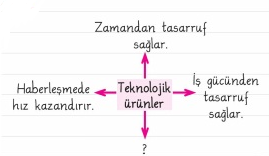 Zamandan tasarruf
sağlar.
Haberleşmede
hız kazandırır.
Teknolojik
ürünler
İş gücünden
tasarruf
sağlar.
?